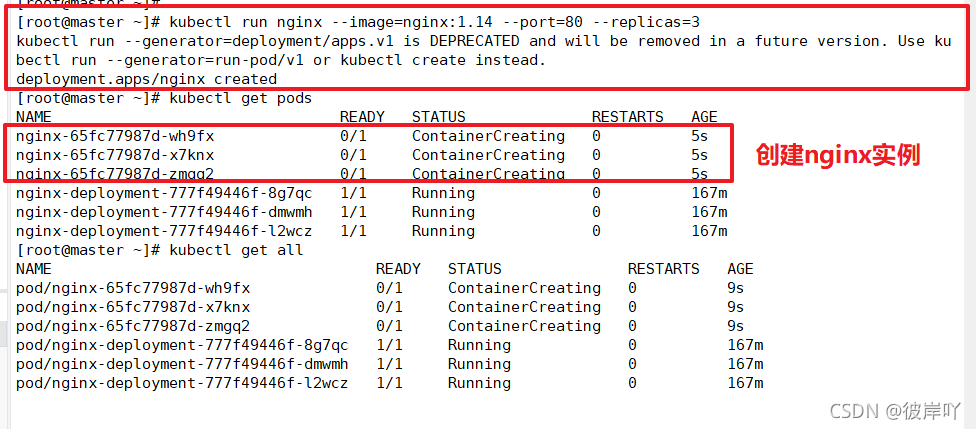 [root@master ~]#
[root@master ~]# kubectl run nginx --image=nginx:1.14 --port=80 --replicas=3
kubectl run --generator=deployment/apps.v1 is DEPRECATED and will be removed in a future version. Use ku
bectl run --generator=run-pod/v1 or kubectl create instead.
deployment.apps/nginx created
[root@master ~]# kubectl get pods
NAME READY STATUS RESTARTS AGE
nginx-65fc77987d-wh9fx 0/1 ContainerCreating 0 5s
nginx-65fc77987d-x7knx 0/1 ContainerCreating 0 5s
nginx-65fc77987d-zmgq2 0/1 ContainerCreating 0 5s
创建nginx实例
nginx-deployment-777f49446f-8g7qc 1/1 Running 0 167m
nginx-deployment-777f49446f-dmwmh 1/1 Running 0 167m
nginx-deployment-777f49446f-l2wcz 1/1 Running 0 167m
[root@master ~]# kubectl get all
NAME READY STATUS RESTARTS AGE
pod/nginx-65fc77987d-wh9fx 0/1 ContainerCreating 0 9s
pod/nginx-65fc77987d-x7knx 0/1 ContainerCreating 0 9s
pod/nginx-65fc77987d-zmgq2 0/1 ContainerCreating 0 9s
pod/nginx-deployment-777f49446f-8g7qc 1/1 Running 0 167m
pod/nginx-deployment-777f49446f-dmwmh 1/1 Running 0 167m
pod/nginx-deployment-777f49446f-l2wcz 1/1 Running 0 167m
CSDN @彼岸吖